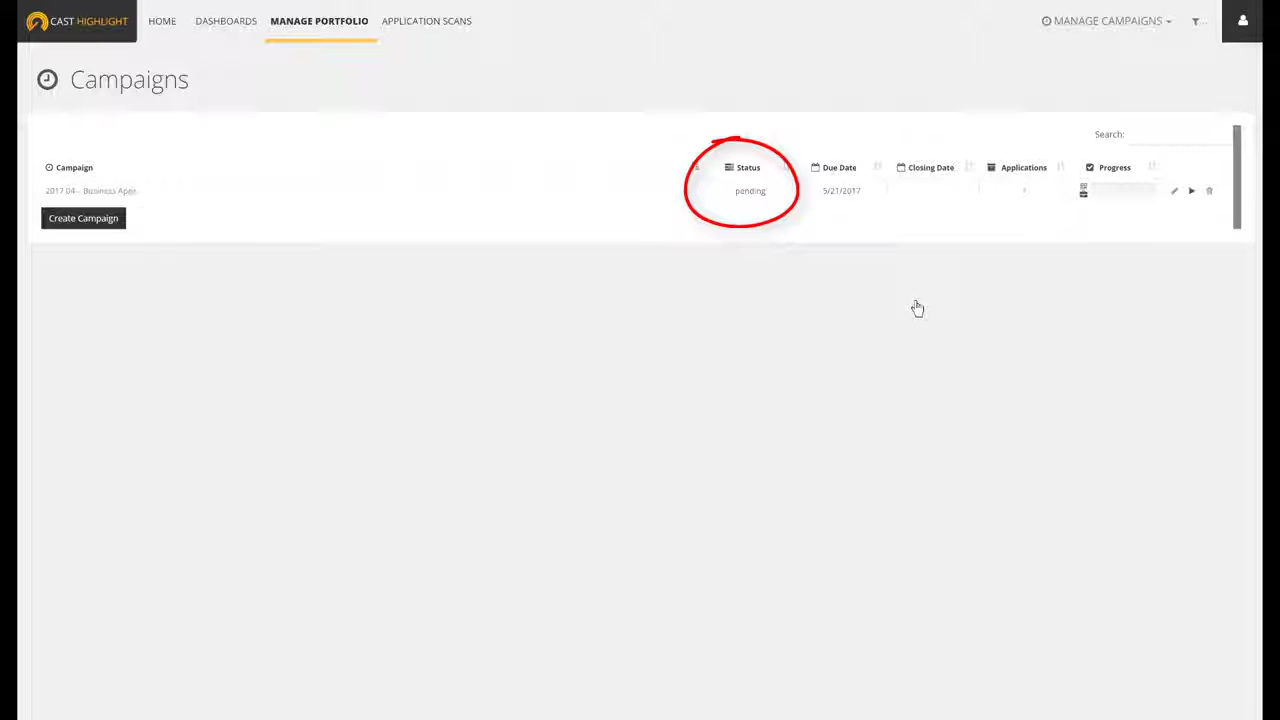 CAST HIGHLIGHT HOME DASHBOARDS MANAGE PORTFOLIO APPLICATION SCANS MANAGE CAMPAIGNS
Campaigns
Search:
Campaign Status Due Date Closing Date Applications Progress
2017 04 - Business Apps pending 5/21/2017
Create Campaign